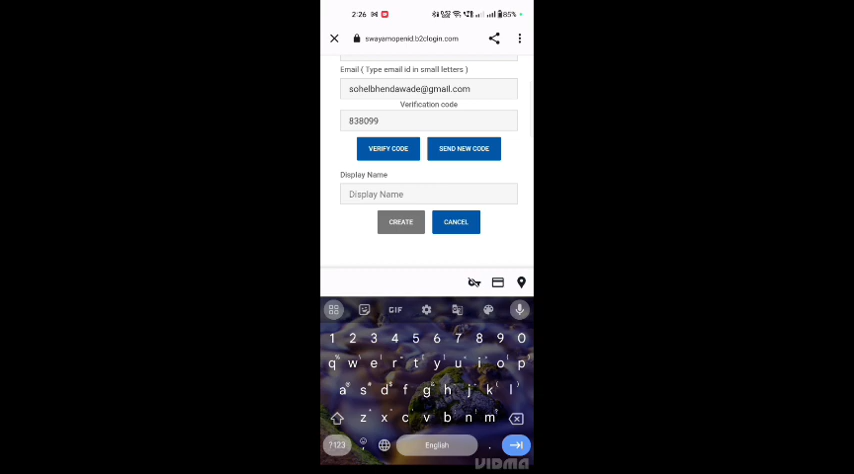 2:26 85%
swayamopenid.b2clogin.com
Email ( Type email id in small letters )
sohelbhendawade@gmail.com
Verification code
838099
VERIFY CODE SEND NEW CODE
Display Name
Display Name
CREATE CANCEL
GIF
1 2 3 4 5 6 7 8 9 0
q w e r t y u i o p
a s d f g h j k l
z x c v b n m
?123 , English .
VIDMA